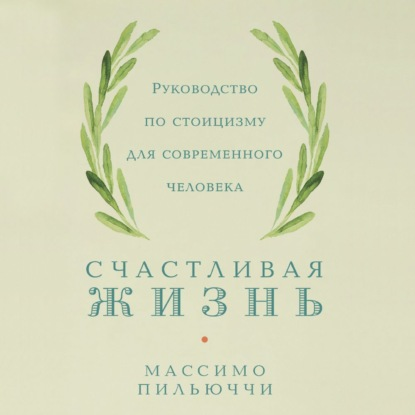 Руководство
по стоицизму
для современного
человека
СЧАСТЛИВАЯ
ЖИЗНЬ
МАССИМО
ПИЛЬЮЧЧИ